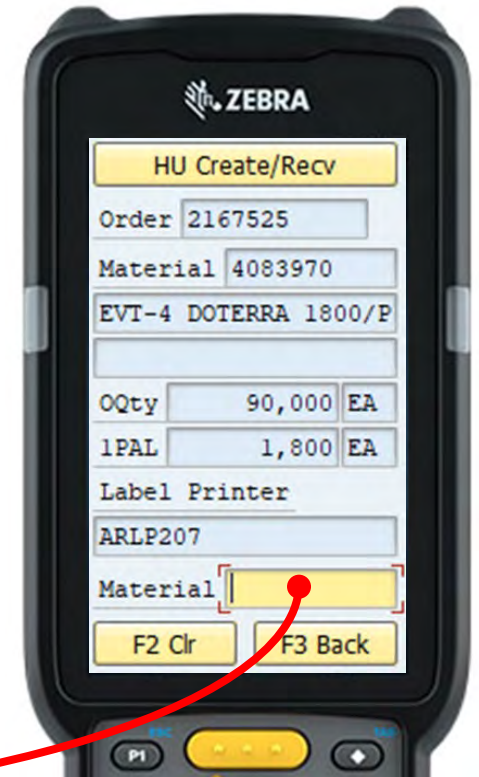 ZEBRA
HU Create/Recv
Order 2167525
Material 4083970
EVT-4 DOTERRA 1800/P
OQty 90,000 EA
1PAL 1,800 EA
Label Printer
ARLP207
Material
F2 Clr F3 Back
P1